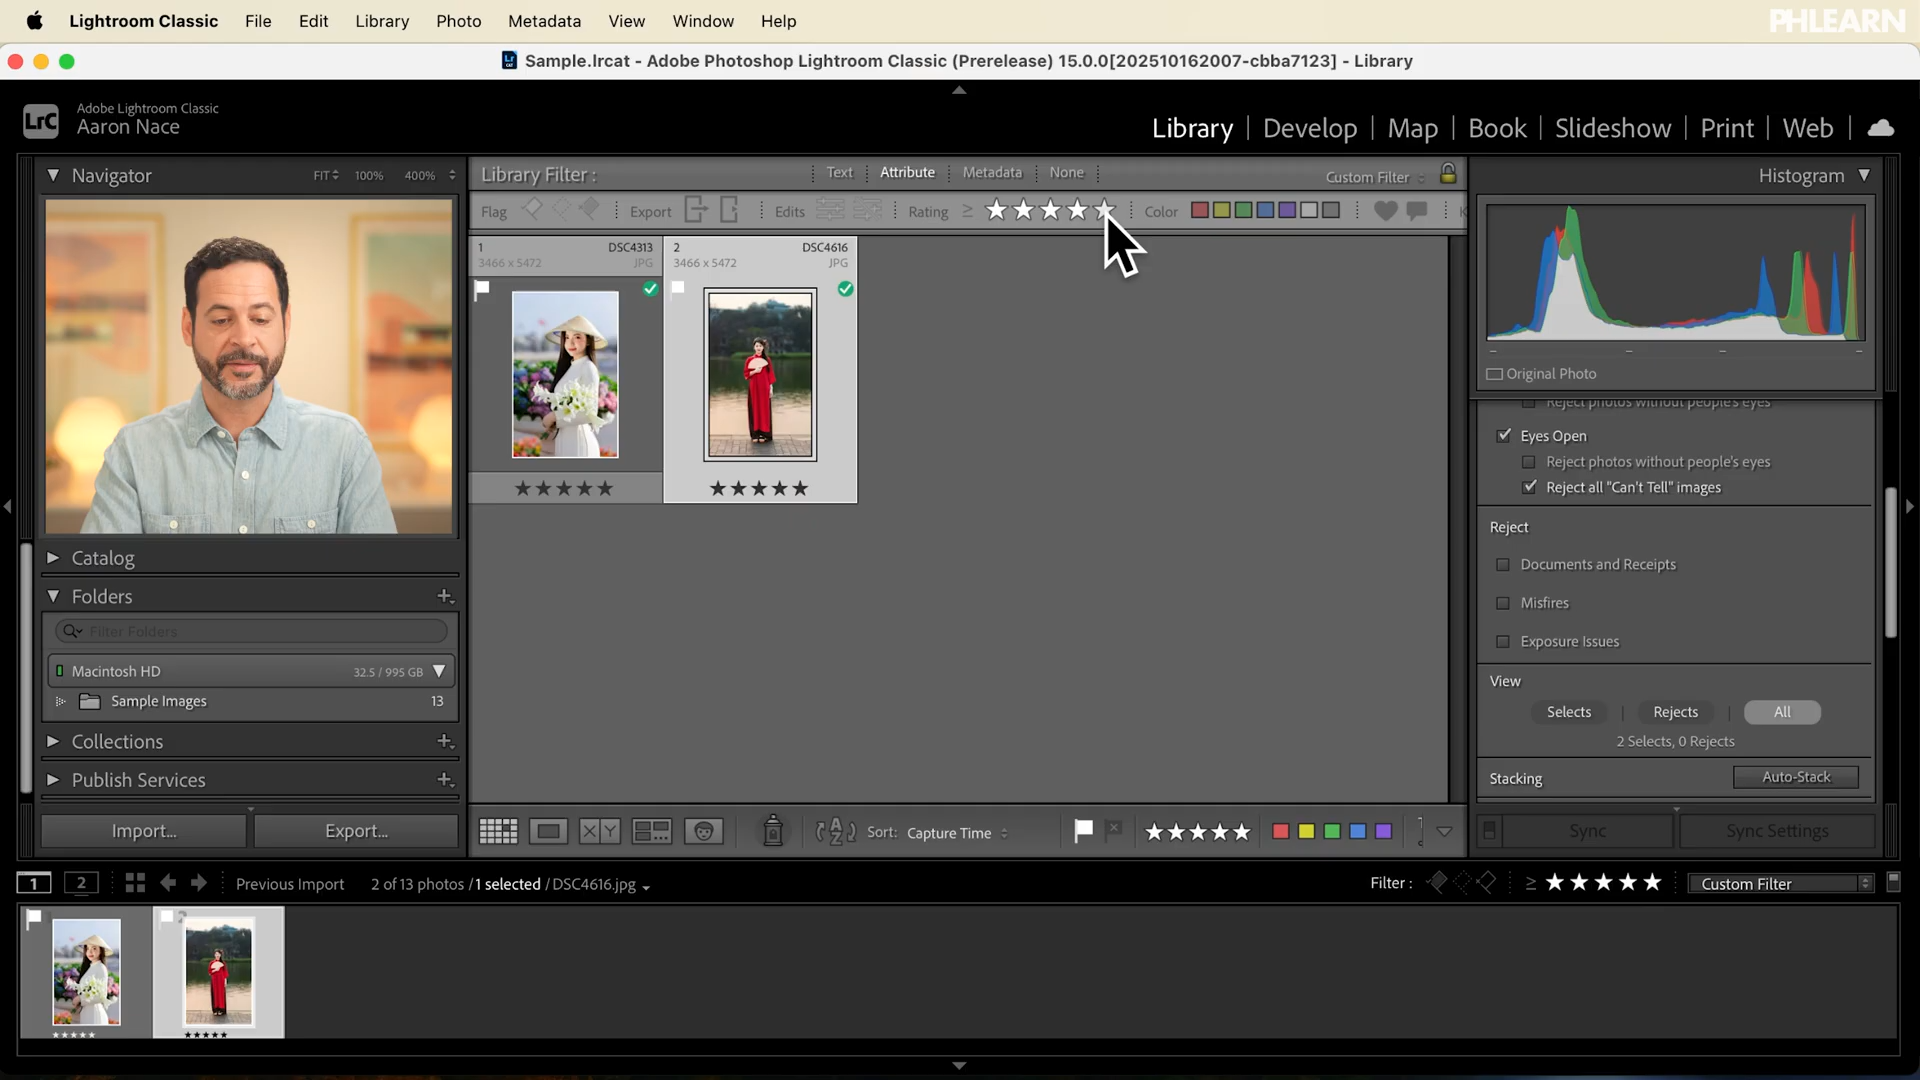 Lightroom Classic File Edit Library Photo Metadata View Window Help
PHLEARN
Sample.lrcat - Adobe Photoshop Lightroom Classic (Prerelease) 15.0.0[202510162007-cbba7123] - Library
LrC
Adobe Lightroom Classic
Aaron Nace
Library | Develop | Map | Book | Slideshow | Print | Web
Navigator FIT 100% 400%
Library Filter : Text Attribute Metadata None Custom Filter
Histogram
Flag Export Edits Rating ≥ ★★★★★ Color
1 DSC4313
3466 x 5472 JPG
2 DSC4616
3466 x 5472 JPG
★★★★★
★★★★★
Original Photo
Reject photos without people's eyes
Eyes Open
Reject photos without people's eyes
Reject all "Can't Tell" images
Reject
Documents and Receipts
Misfires
Exposure Issues
View
Selects | Rejects | All
2 Selects, 0 Rejects
Stacking Auto-Stack
Catalog
Folders
Filter Folders
Macintosh HD 32.5 / 995 GB
Sample Images 13
Collections
Publish Services
Import... Export...
XY Sort: Capture Time ★★★★★
Sync Sync Settings
1 2 Previous Import 2 of 13 photos / 1 selected / DSC4616.jpg
Filter : ≥ ★★★★★ Custom Filter
★★★★★
★★★★★